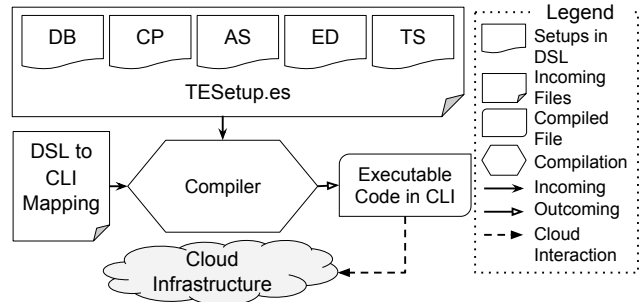 DB CP AS ED TS
TESetup.es
DSL to
CLI
Mapping
Compiler
Executable
Code in CLI
Cloud
Infrastructure
Legend
Setups in
DSL
Incoming
Files
Compiled
File
Compilation
Incoming
Outcoming
Cloud
Interaction